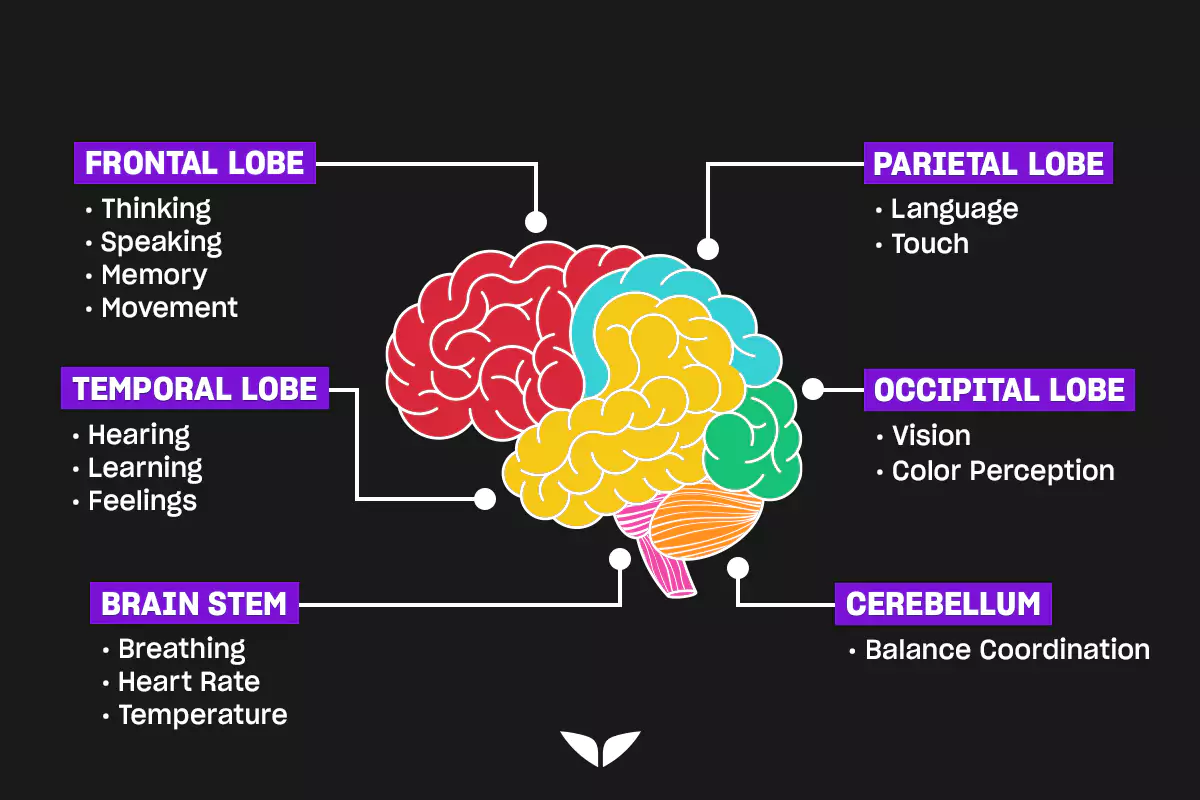 FRONTAL LOBE
• Thinking
• Speaking
• Memory
• Movement
TEMPORAL LOBE
• Hearing
• Learning
• Feelings
BRAIN STEM
• Breathing
• Heart Rate
• Temperature
PARIETAL LOBE
• Language
• Touch
OCCIPITAL LOBE
• Vision
• Color Perception
CEREBELLUM
• Balance Coordination